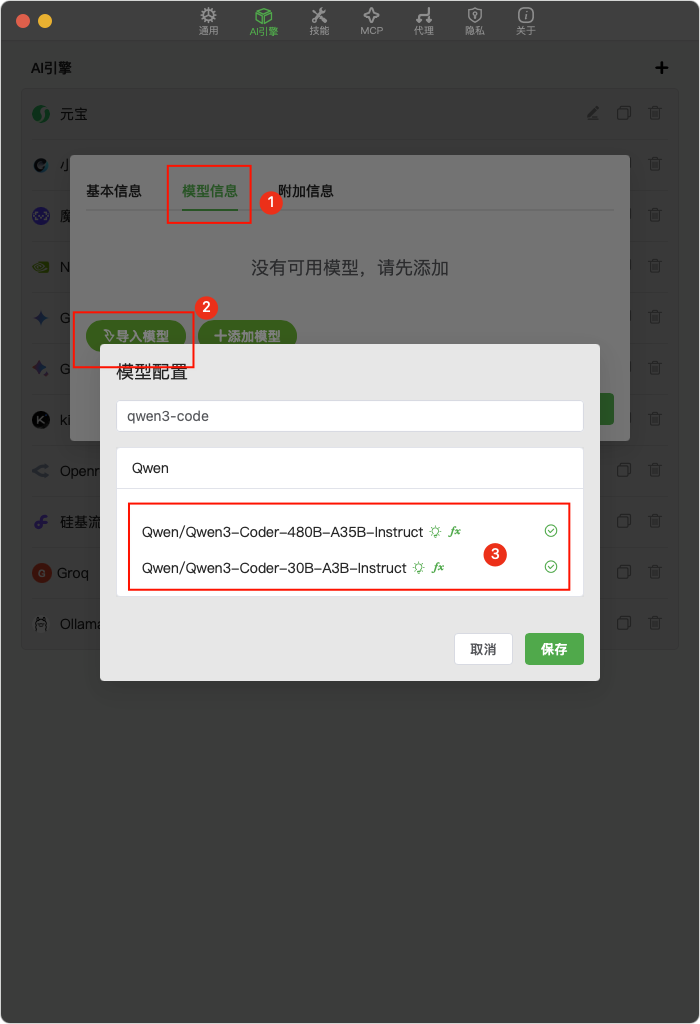 通用 AI引擎 技能 MCP 代理 隐私 关于
AI引擎
元宝
小
基本信息 模型信息 1 附加信息
魔
N
没有可用模型，请先添加
2
G
导入模型 添加模型
模型配置
G
qwen3-code
ki
Qwen
Openr
硅基流
Qwen/Qwen3-Coder-480B-A35B-Instruct fx
3
Qwen/Qwen3-Coder-30B-A3B-Instruct fx
G Groq
Ollama
取消 保存